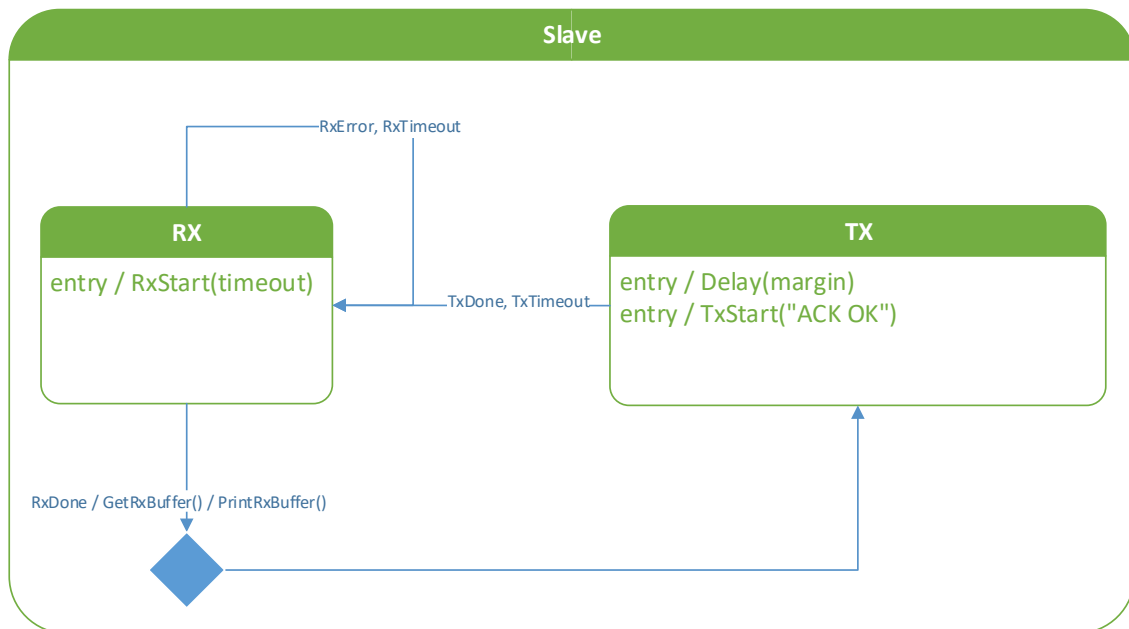 Slave
RxError, RxTimeout
RX
entry / RxStart(timeout)
TX
entry / Delay(margin)
entry / TxStart("ACK OK")
TxDone, TxTimeout
RxDone / GetRxBuffer() / PrintRxBuffer()